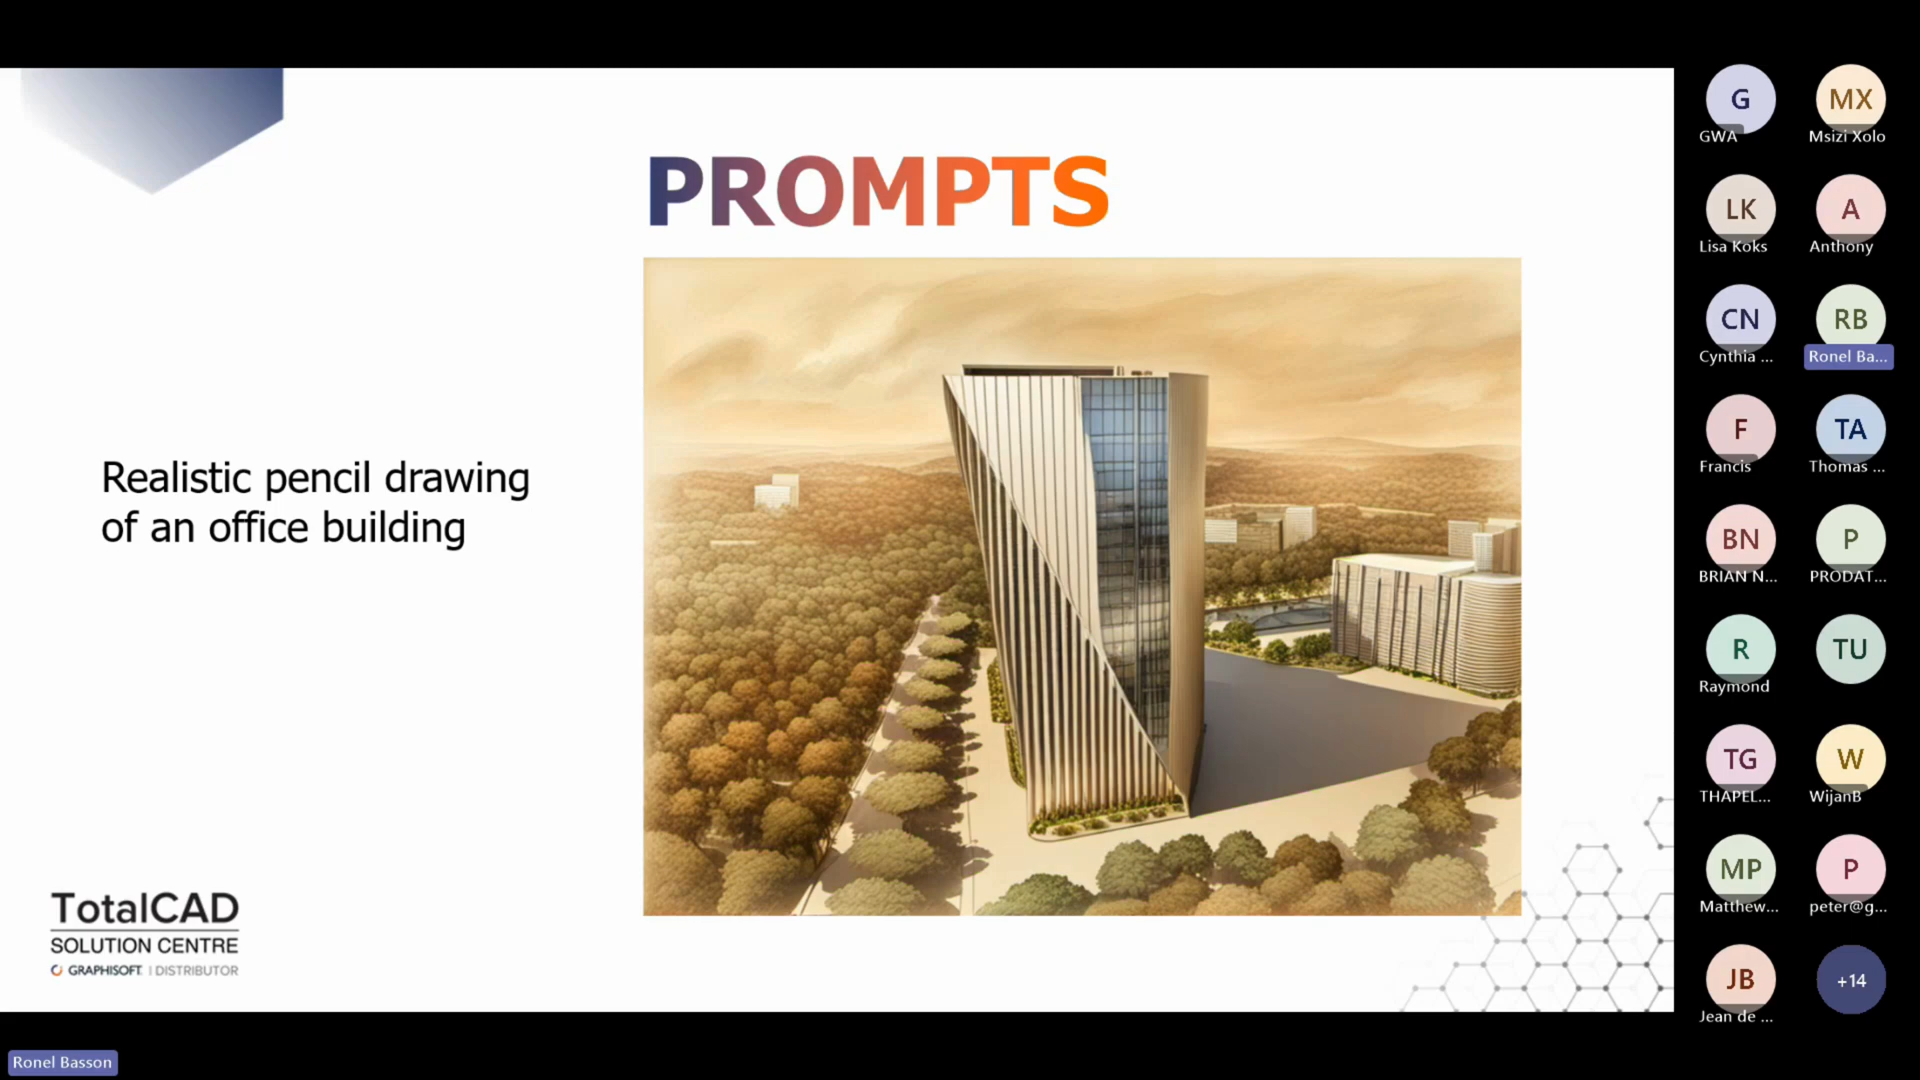 PROMPTS
Realistic pencil drawing
of an office building
TotalCAD
SOLUTION CENTRE
GRAPHISOFT | DISTRIBUTOR
Ronel Basson
G
GWA
MX
Msizi Xolo
LK
Lisa Koks
A
Anthony
CN
Cynthia ...
RB
Ronel Ba...
F
Francis
TA
Thomas ...
BN
BRIAN N...
P
PRODAT...
R
Raymond
TU
TG
THAPEL...
W
WijanB
MP
Matthew...
P
peter@g...
JB
Jean de ...
+14